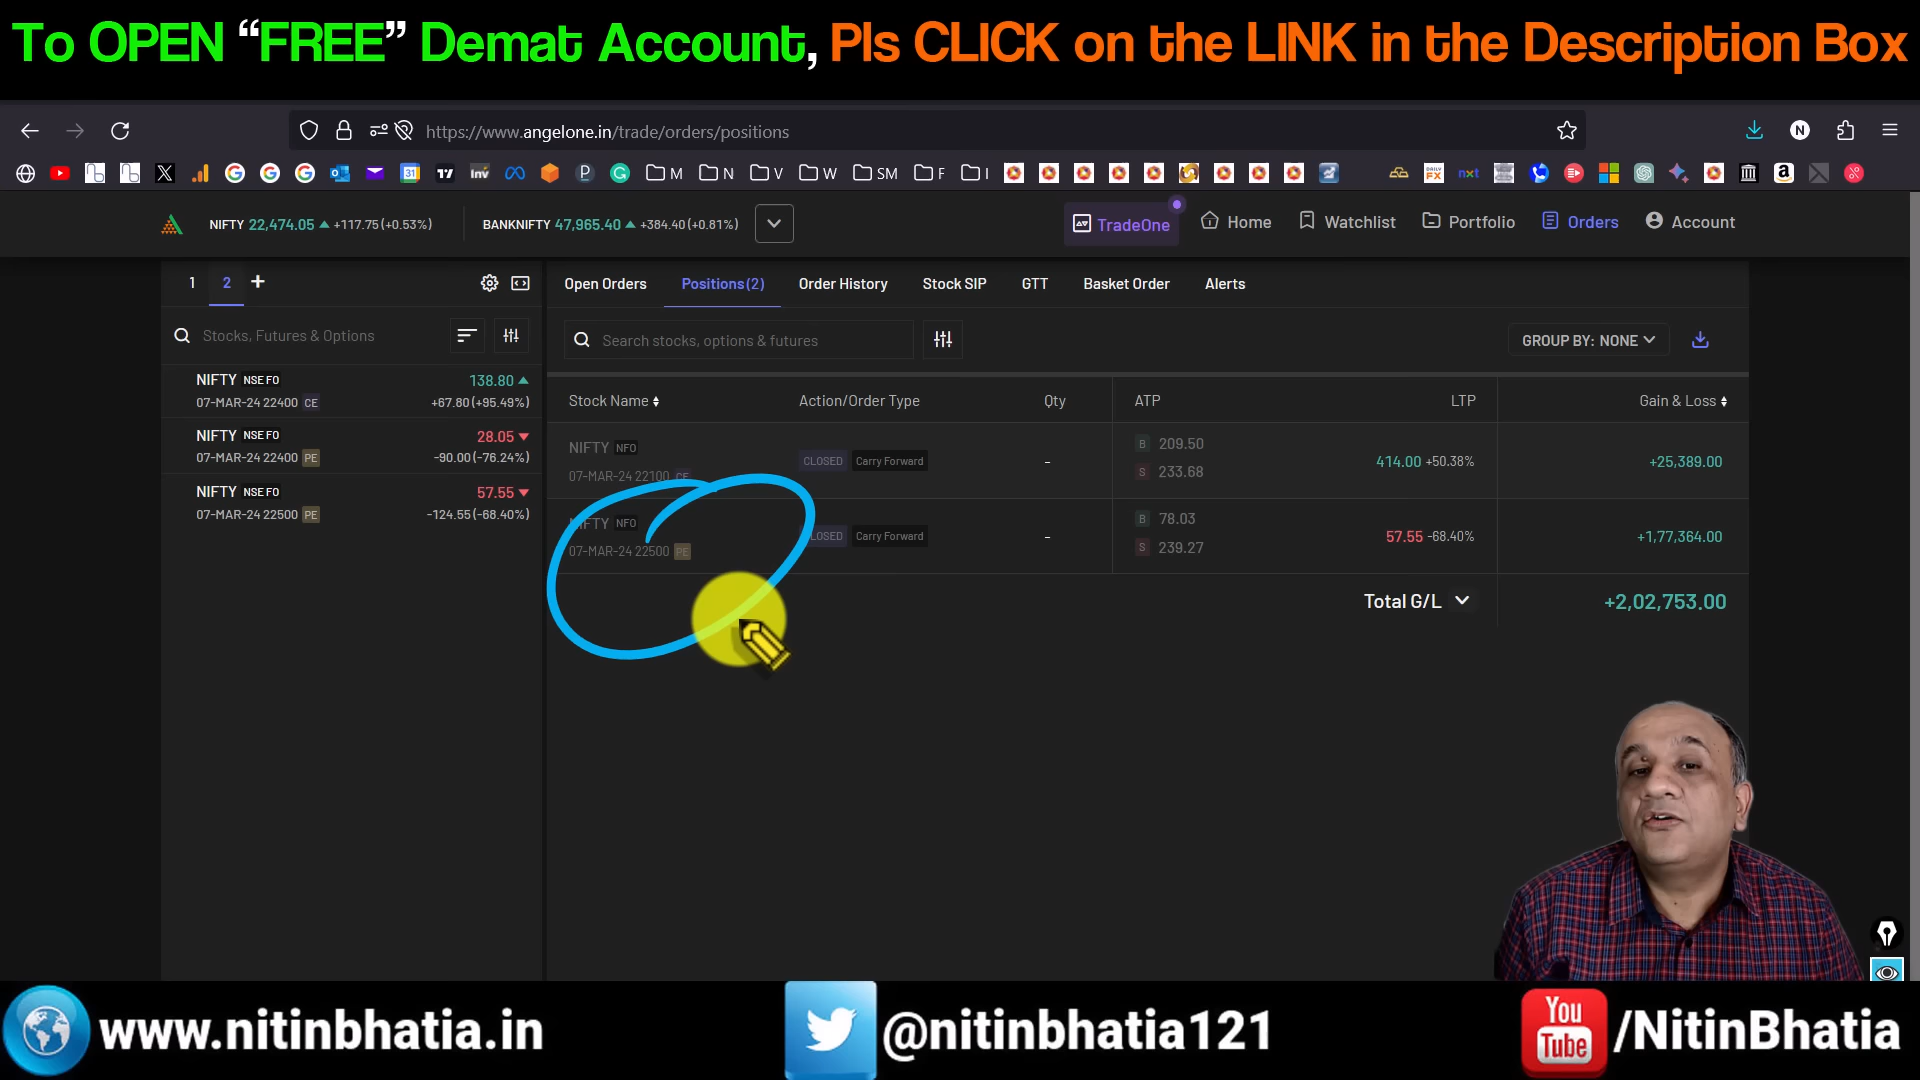 To OPEN “FREE” Demat Account, Pls CLICK on the LINK in the Description Box
https://www.angelone.in/trade/orders/positions
M N V W SM F I
NIFTY 22,474.05 +117.75 (+0.53%) BANKNIFTY 47,965.40 +384.40 (+0.81%)
TradeOne Home Watchlist Portfolio Orders Account
1 2 +
Open Orders Positions (2) Order History Stock SIP GTT Basket Order Alerts
Stocks, Futures & Options
Search stocks, options & futures
GROUP BY: NONE
NIFTY NSE FO 138.80
07-MAR-24 22400 CE +67.80 (+95.49%)
NIFTY NSE FO 28.05
07-MAR-24 22400 PE -90.00 (-76.24%)
NIFTY NSE FO 57.55
07-MAR-24 22500 PE -124.55 (-68.40%)
Stock Name Action/Order Type Qty ATP LTP Gain & Loss
NIFTY NFO
07-MAR-24 22100 CE
CLOSED Carry Forward -
B 209.50
S 233.68
414.00 +50.38% +25,389.00
NIFTY NFO
07-MAR-24 22500 PE
CLOSED Carry Forward -
B 78.03
S 239.27
57.55 -68.40% +1,77,364.00
Total G/L +2,02,753.00
www.nitinbhatia.in @nitinbhatia121 You Tube /NitinBhatia